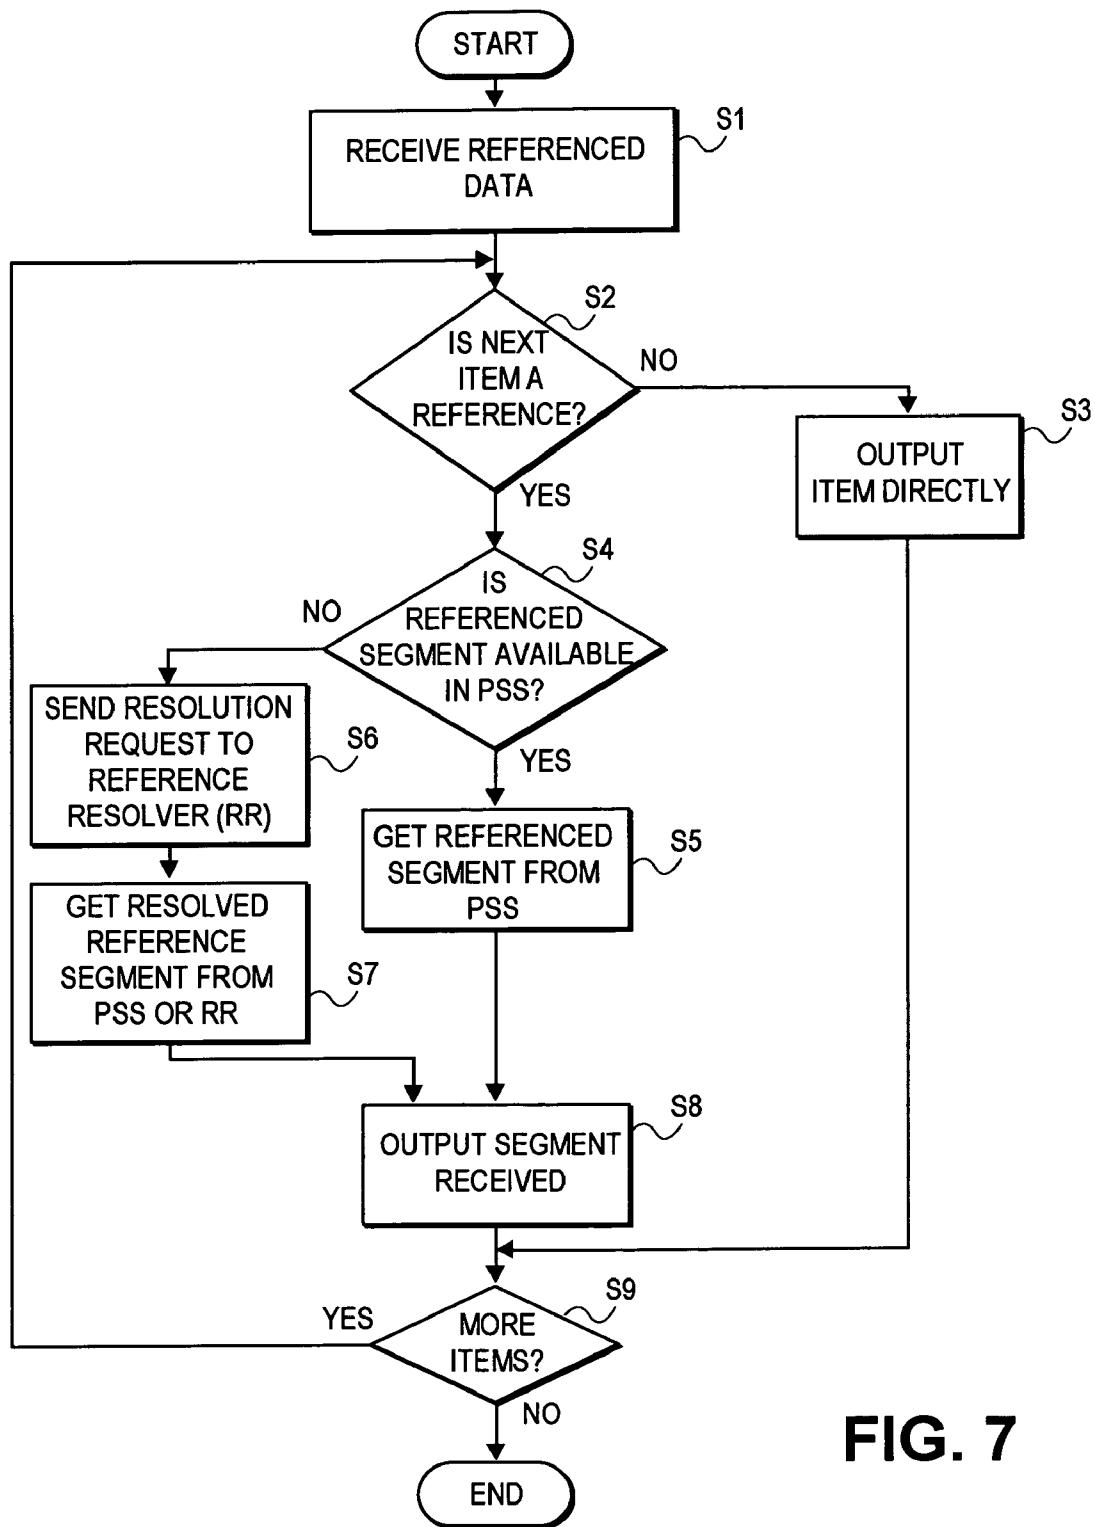 START
S1
RECEIVE REFERENCED
DATA
S2
IS NEXT
ITEM A
REFERENCE?
NO
S3
OUTPUT
ITEM DIRECTLY
YES
S4
IS
REFERENCED
SEGMENT AVAILABLE
IN PSS?
NO
SEND RESOLUTION
REQUEST TO
REFERENCE
RESOLVER (RR)
S6
YES
GET REFERENCED
SEGMENT FROM
PSS
S5
GET RESOLVED
REFERENCE
SEGMENT FROM
PSS OR RR
S7
S8
OUTPUT SEGMENT
RECEIVED
S9
YES
MORE
ITEMS?
NO
END
FIG. 7